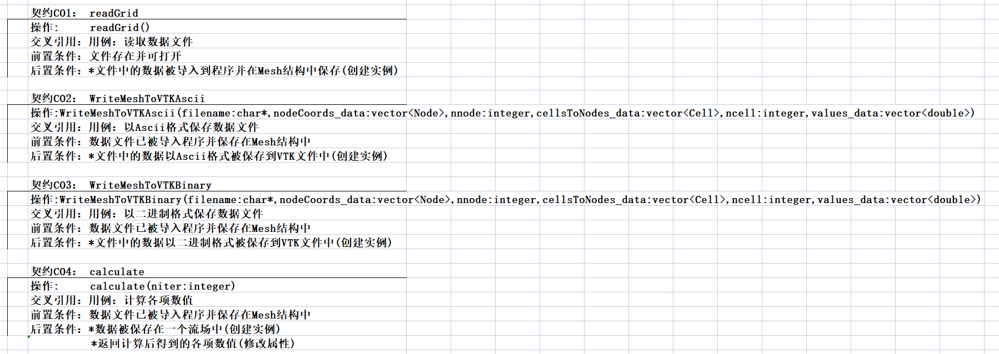 契约CO1： readGrid
操作： readGrid()
交叉引用：用例：读取数据文件
前置条件：文件存在并可打开
后置条件：*文件中的数据被导入到程序并在Mesh结构中保存(创建实例)
契约CO2： WriteMeshToVTKAscii
操作:WriteMeshToVTKAscii(filename:char*,nodeCoords_data:vector<Node>,nnode:integer,cellsToNodes_data:vector<Cell>,ncell:integer,values_data:vector<double>)
交叉引用：用例：以Ascii格式保存数据文件
前置条件：数据文件已被导入程序并保存在Mesh结构中
后置条件：*文件中的数据以Ascii格式被保存到VTK文件中(创建实例)
契约CO3： WriteMeshToVTKBinary
操作:WriteMeshToVTKBinary(filename:char*,nodeCoords_data:vector<Node>,nnode:integer,cellsToNodes_data:vector<Cell>,ncell:integer,values_data:vector<double>)
交叉引用：用例：以二进制格式保存数据文件
前置条件：数据文件已被导入程序并保存在Mesh结构中
后置条件：*文件中的数据以二进制格式被保存到VTK文件中(创建实例)
契约CO4： calculate
操作： calculate(niter:integer)
交叉引用：用例：计算各项数值
前置条件：数据文件已被导入程序并保存在Mesh结构中
后置条件：*数据被保存在一个流场中(创建实例)
*返回计算后得到的各项数值(修改属性)